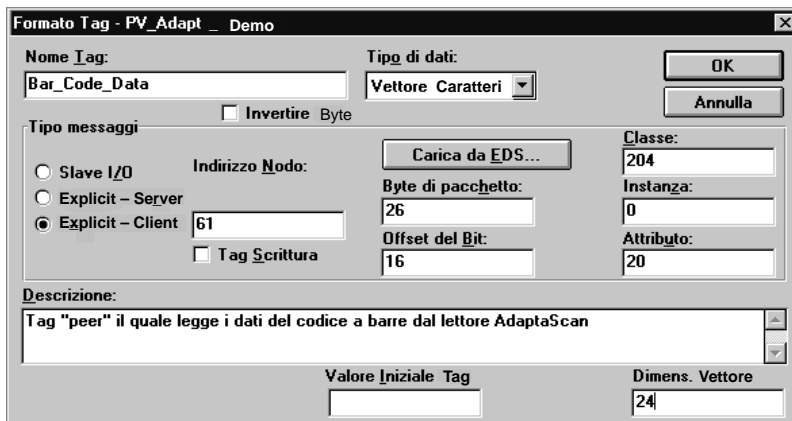 Formato Tag - PV_Adapt _ Demo
Nome Tag:
Tipo di dati:
OK
Bar_Code_Data
Vettore Caratteri
Annulla
Invertire Byte
Tipo messaggi
Slave I/O
Indirizzo Nodo:
Carica da EDS...
Classe:
204
Explicit – Server
Byte di pacchetto:
Instanza:
Explicit – Client
61
26
0
Tag Scrittura
Offset del Bit:
Attributo:
16
20
Descrizione:
Tag "peer" il quale legge i dati del codice a barre dal lettore AdaptaScan
Valore Iniziale Tag
Dimens. Vettore
24